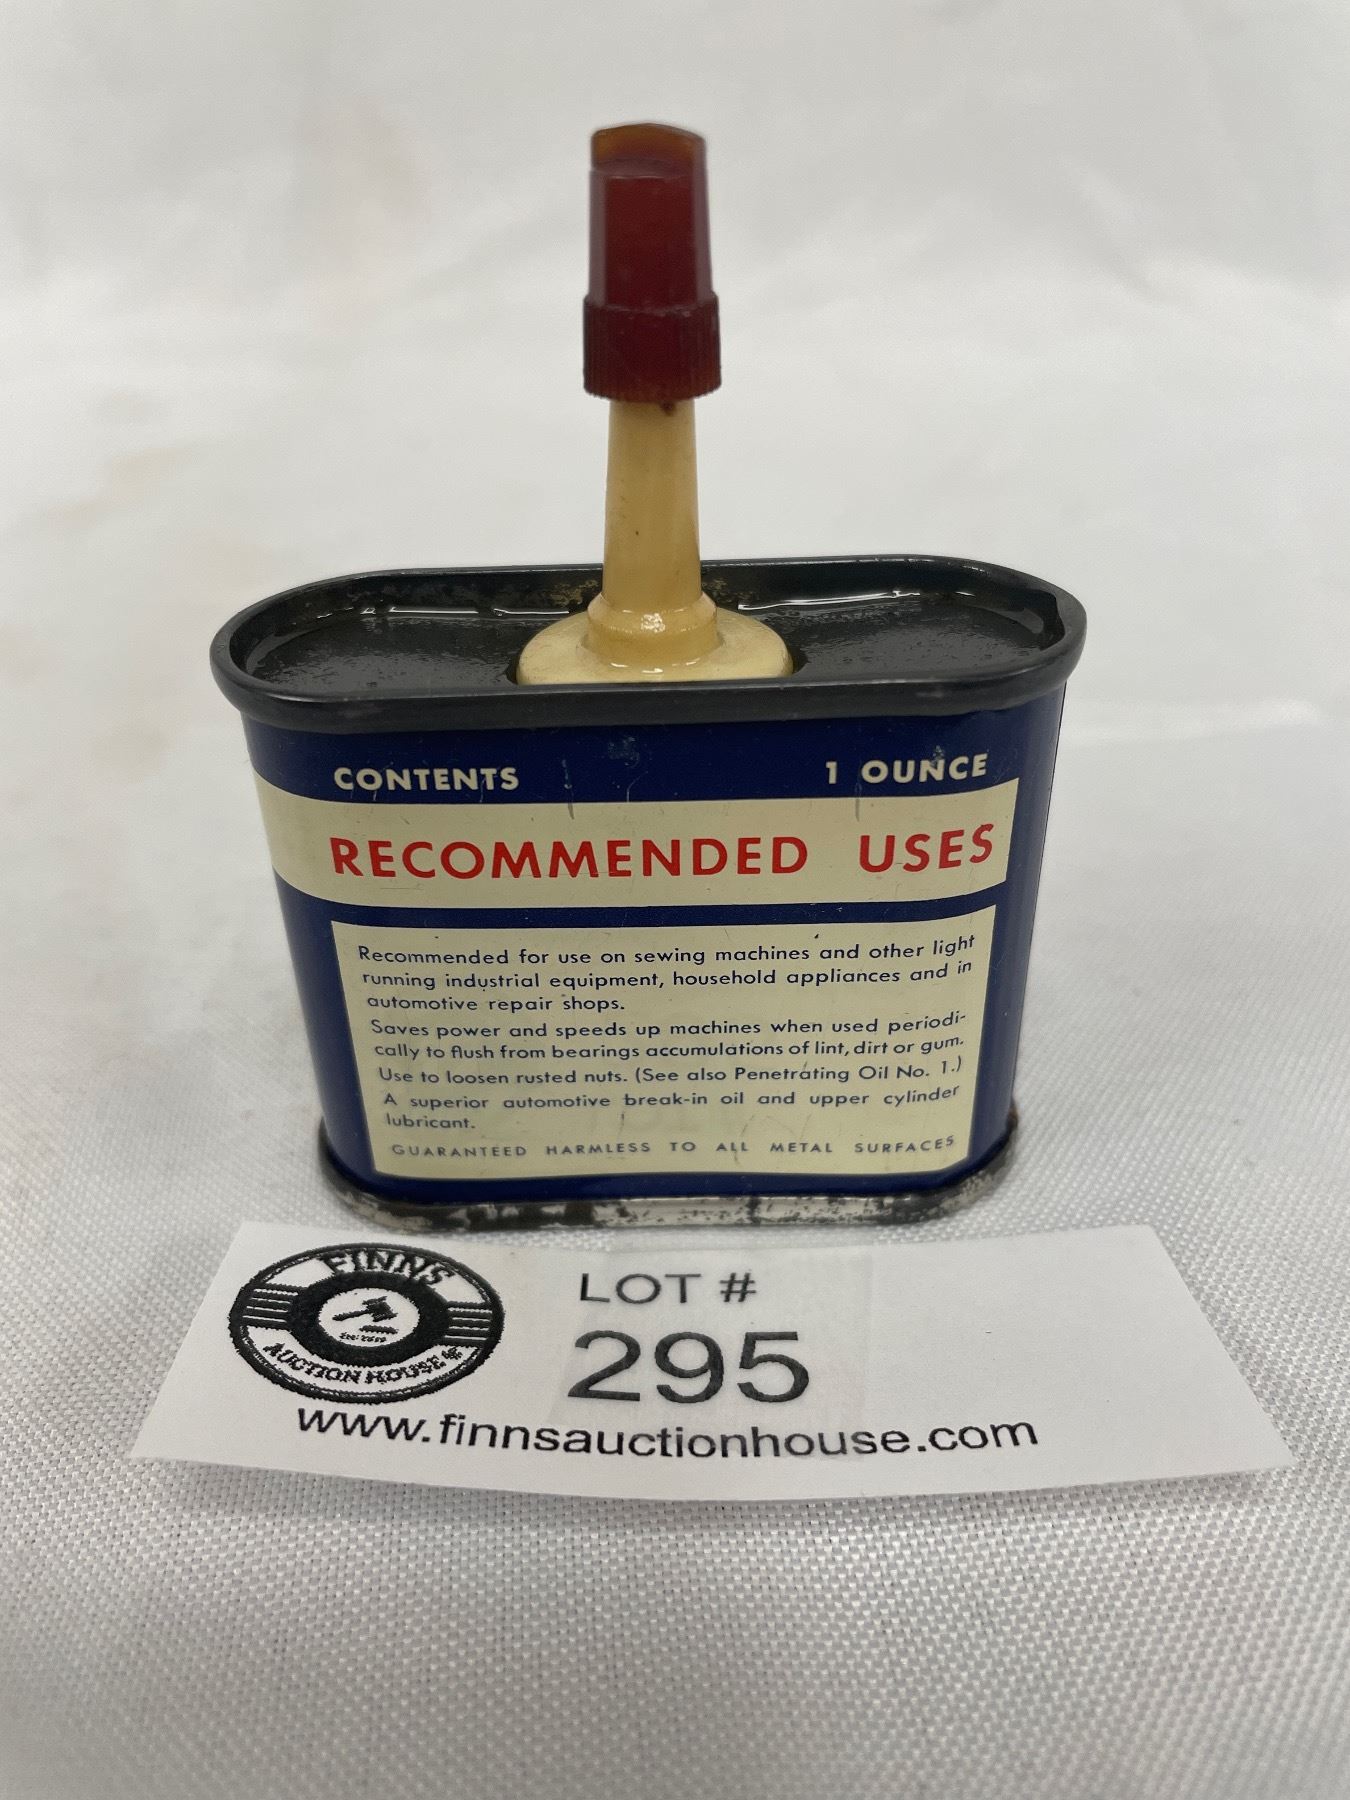 CONTENTS 1 OUNCE
RECOMMENDED USES
Recommended for use on sewing machines and other light
running industrial equipment, household appliances and in
automotive repair shops.
Saves power and speeds up machines when used periodi-
cally to flush from bearings accumulations of lint, dirt or gum.
Use to loosen rusted nuts. (See also Penetrating Oil No. 1.)
A superior automotive break-in oil and upper cylinder
lubricant.
GUARANTEED HARMLESS TO ALL METAL SURFACES
FINNS
AUCTION HOUSE
LOT #
295
www.finnsauctionhouse.com